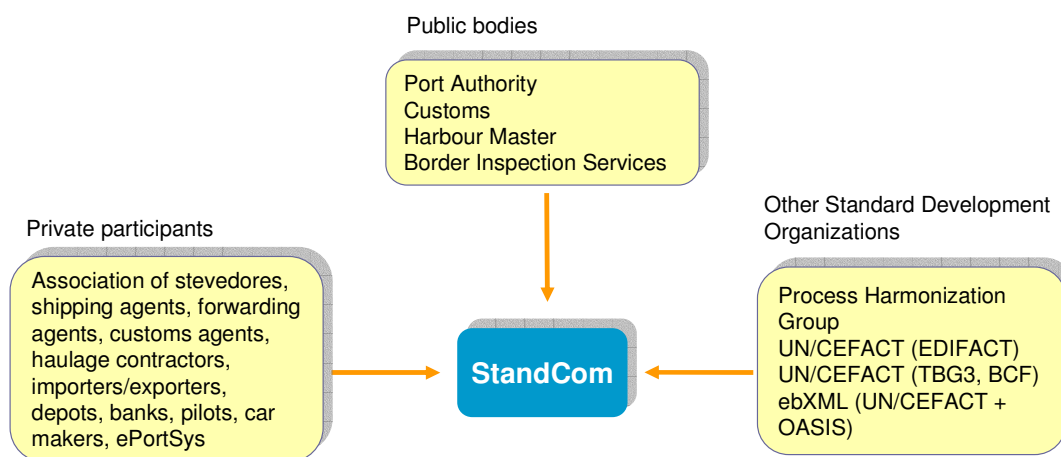 Public bodies
Port Authority
Customs
Harbour Master
Border Inspection Services
Private participants
Association of stevedores,
shipping agents, forwarding
agents, customs agents,
haulage contractors,
importers/exporters,
depots, banks, pilots, car
makers, ePortSys
StandCom
Other Standard Development
Organizations
Process Harmonization
Group
UN/CEFACT (EDIFACT)
UN/CEFACT (TBG3, BCF)
ebXML (UN/CEFACT +
OASIS)